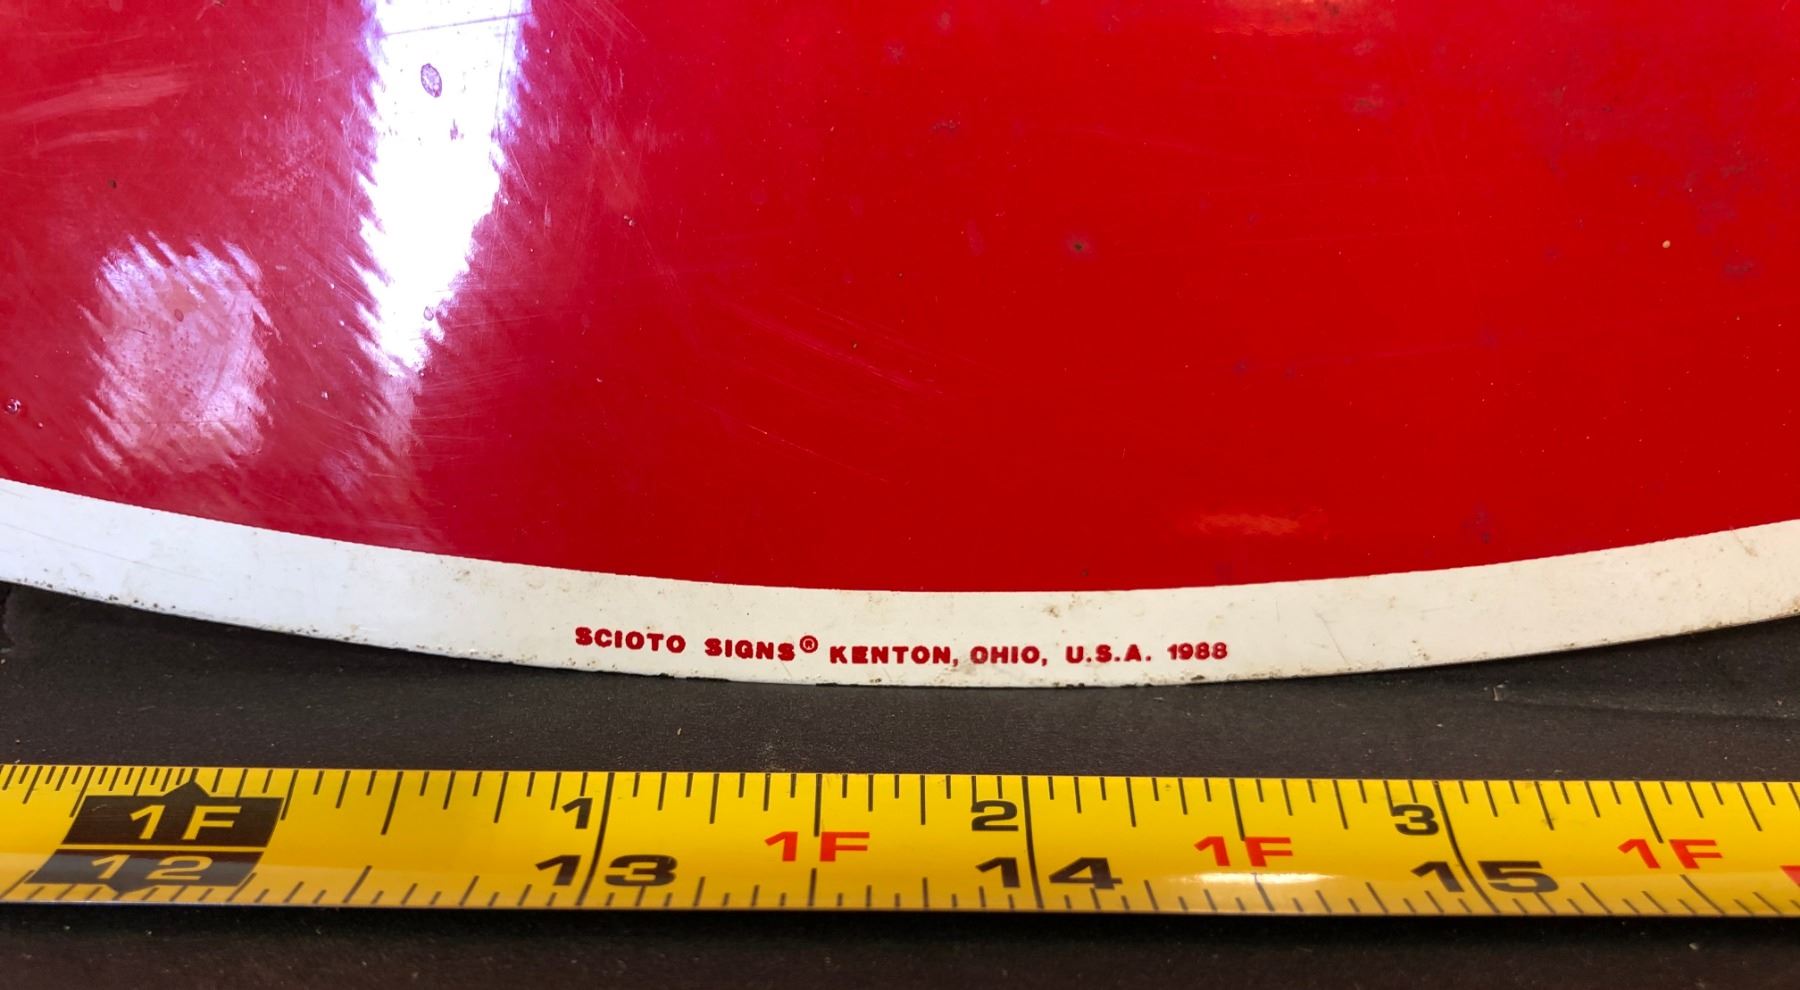 SCIOTO SIGNS® KENTON, OHIO, U.S.A. 1988
1F 1 1F 2 1F 3 1F
12 13 14 15